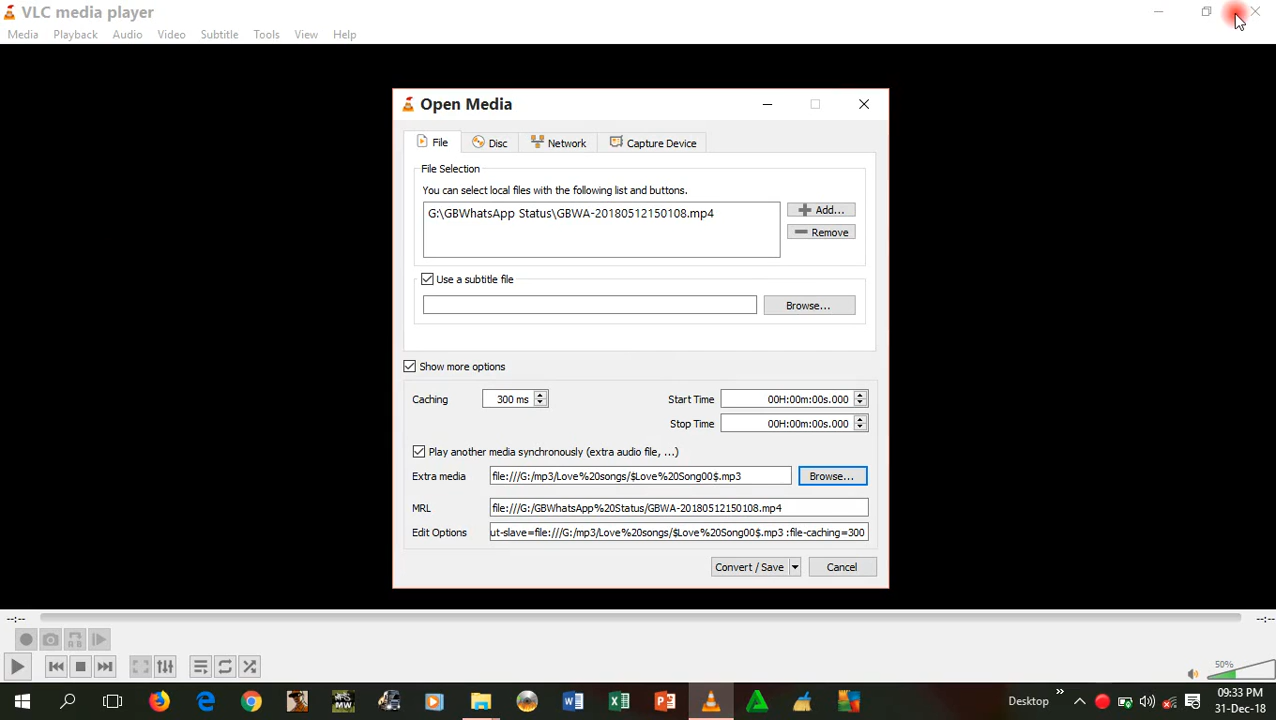 VLC media player
Media Playback Audio Video Subtitle Tools View Help
Open Media
File Disc Network Capture Device
File Selection
You can select local files with the following list and buttons.
G:\GBWhatsApp Status\GBWA-20180512150108.mp4
Add...
Remove
Use a subtitle file
Browse...
Show more options
Caching 300 ms Start Time 00H:00m:00s.000
Stop Time 00H:00m:00s.000
Play another media synchronously (extra audio file, ...)
Extra media file:///G:/mp3/Love%20songs/$Love%20Song00$.mp3 Browse...
MRL file:///G:/GBWhatsApp%20Status/GBWA-20180512150108.mp4
Edit Options ut-slave=file:///G:/mp3/Love%20songs/$Love%20Song00$.mp3 :file-caching=300
Convert / Save Cancel
--:-- --:--
50%
Desktop
09:33 PM
31-Dec-18